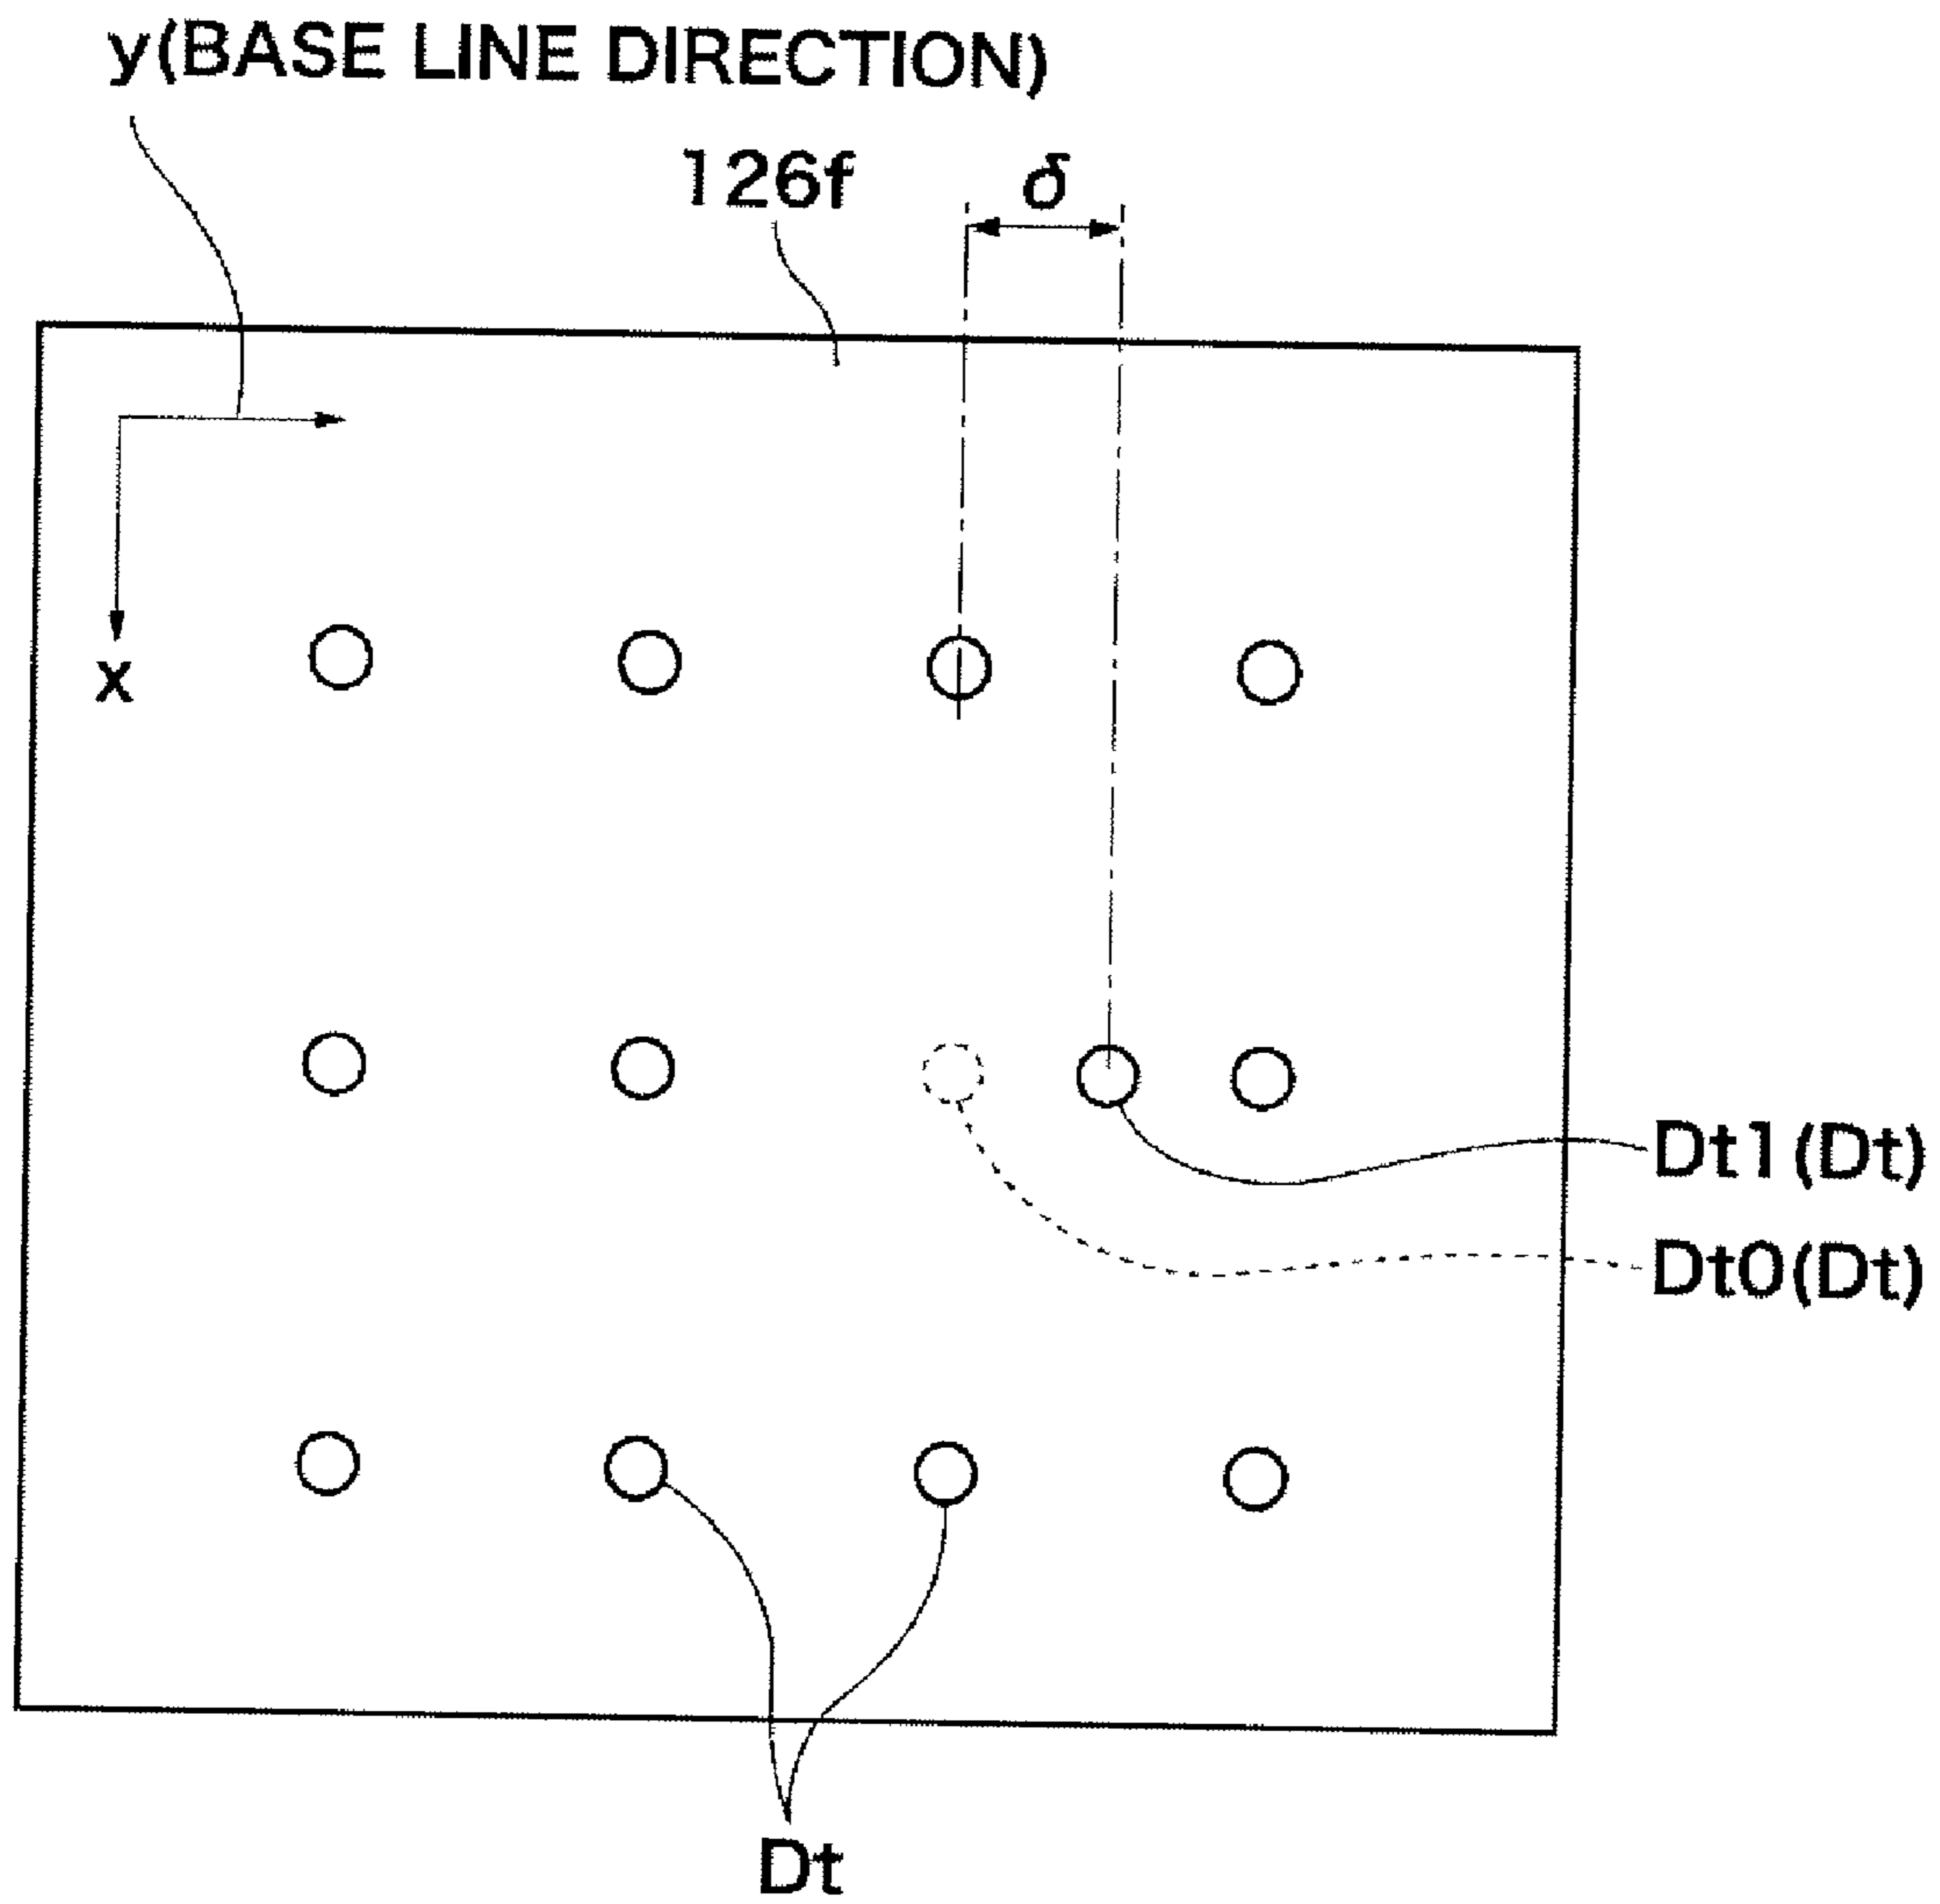 y(BASE LINE DIRECTION)
126f
δ
x
Dt1(Dt)
Dt0(Dt)
Dt